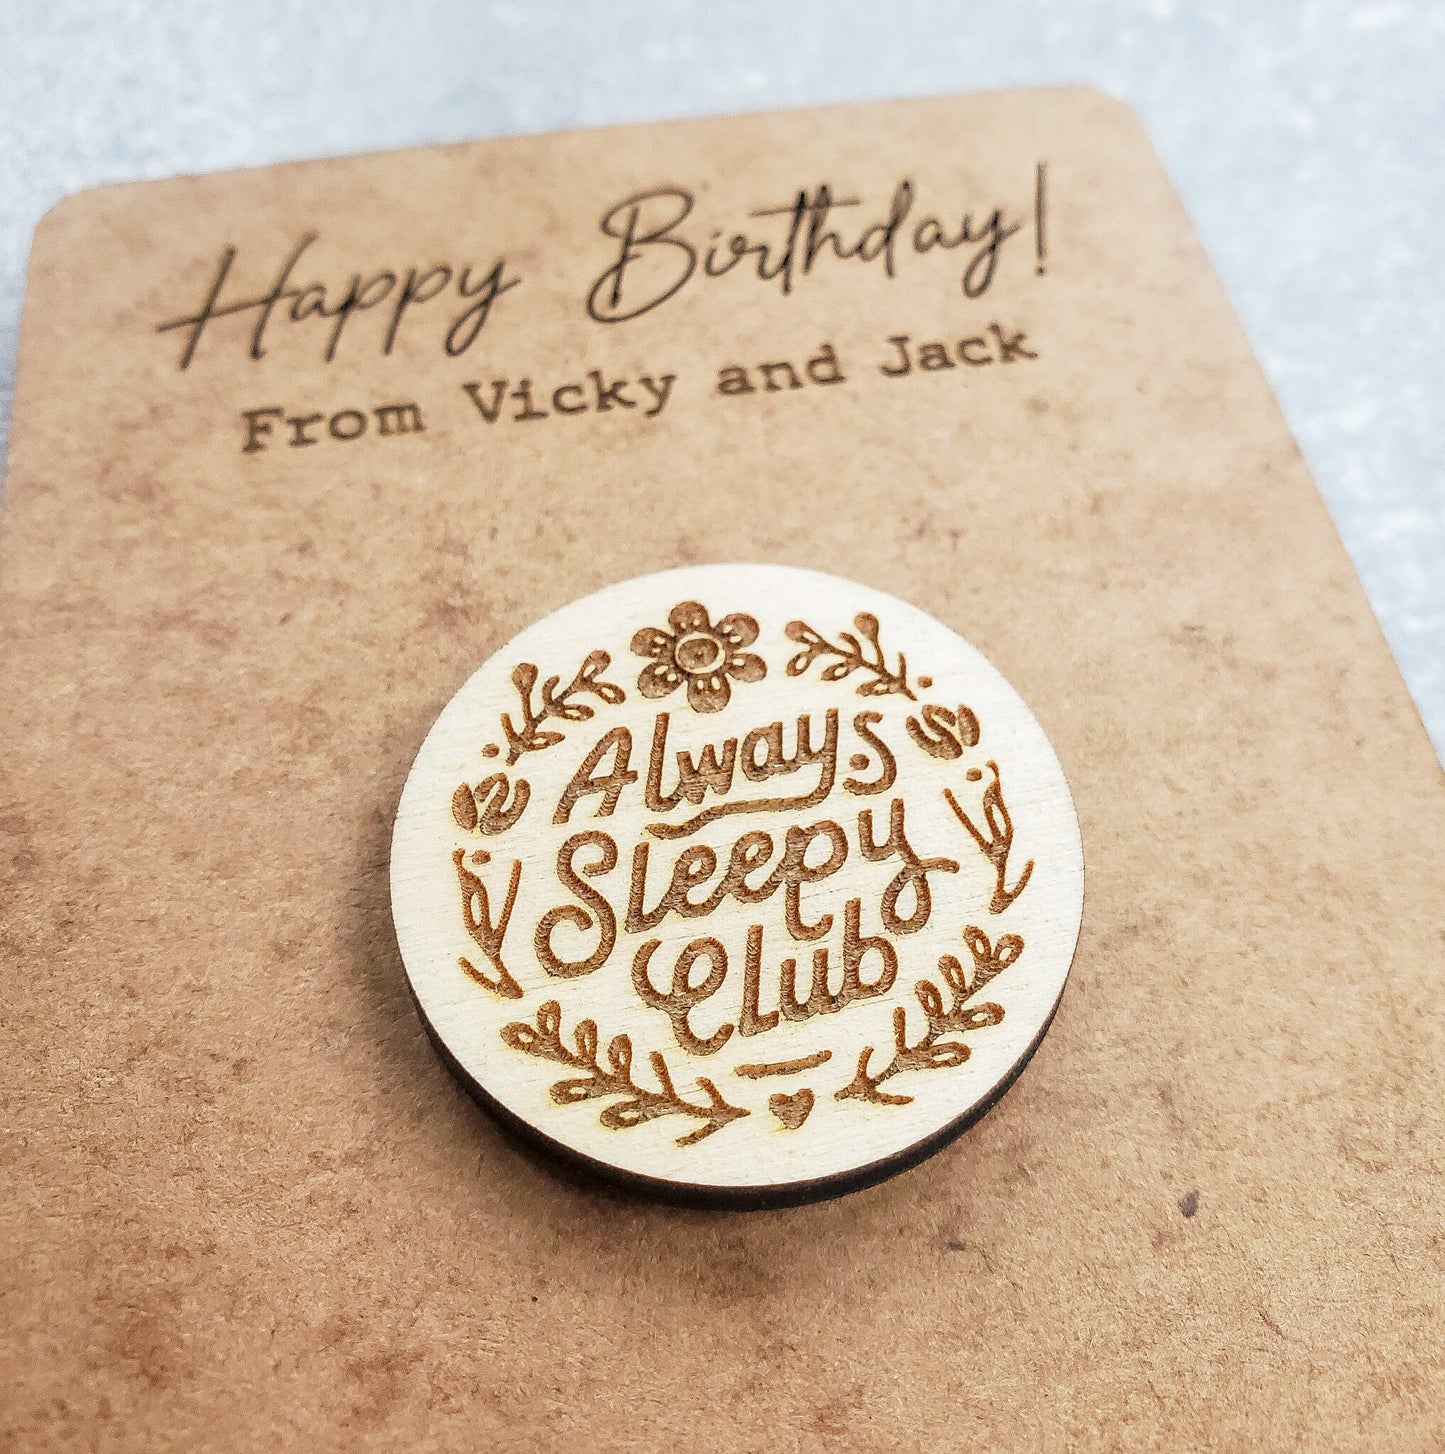 Happy Birthday!
From Vicky and Jack
Always
Sleepy
Club